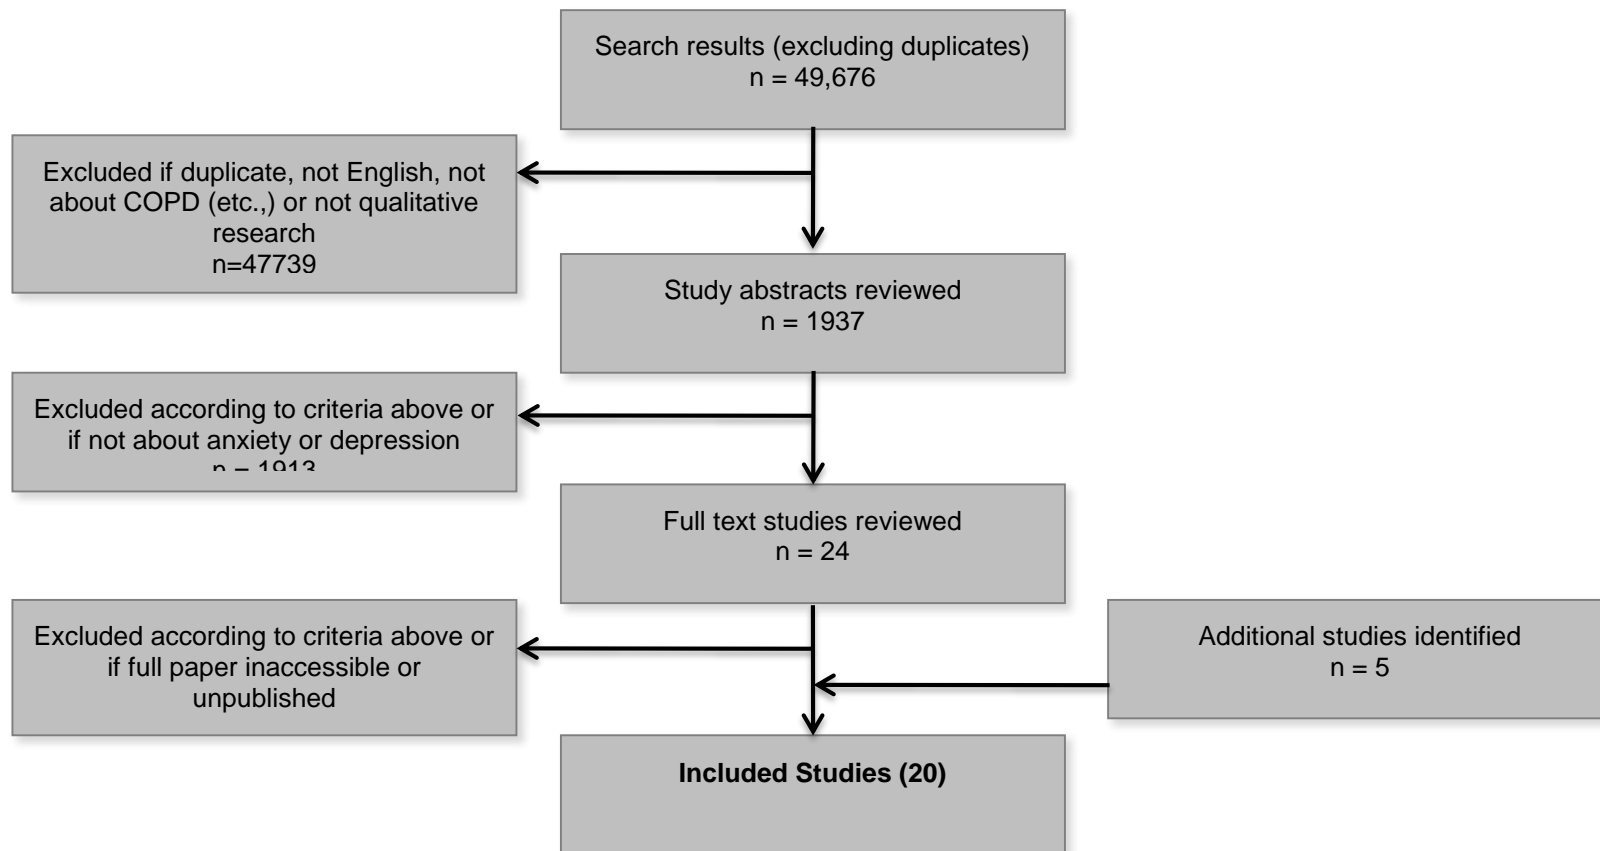 Search results (excluding duplicates)
n = 49,676
Excluded if duplicate, not English, not
about COPD (etc.,) or not qualitative
research
n=47739
Study abstracts reviewed
n = 1937
Excluded according to criteria above or
if not about anxiety or depression
n = 1913
Full text studies reviewed
n = 24
Excluded according to criteria above or
if full paper inaccessible or
unpublished
Additional studies identified
n = 5
Included Studies (20)